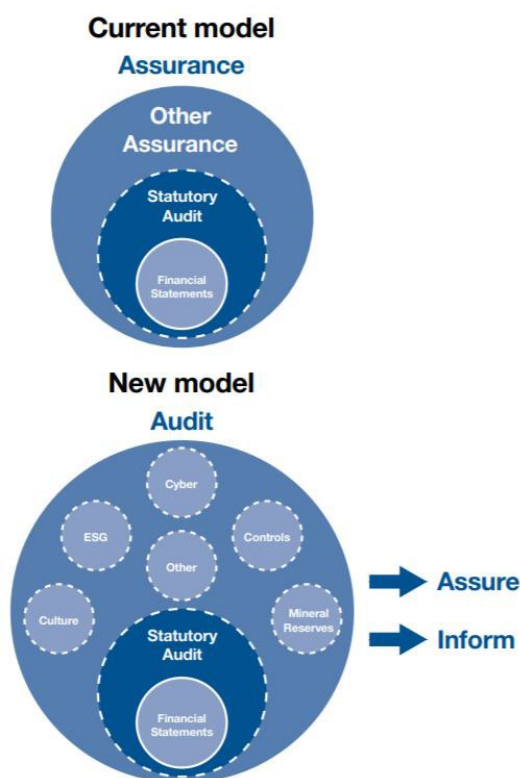 Current model
Assurance
Other
Assurance
Statutory
Audit
Financial
Statements
New model
Audit
Cyber
ESG
Controls
Other
Culture
Mineral
Reserves
Statutory
Audit
Financial
Statements
Assure
Inform